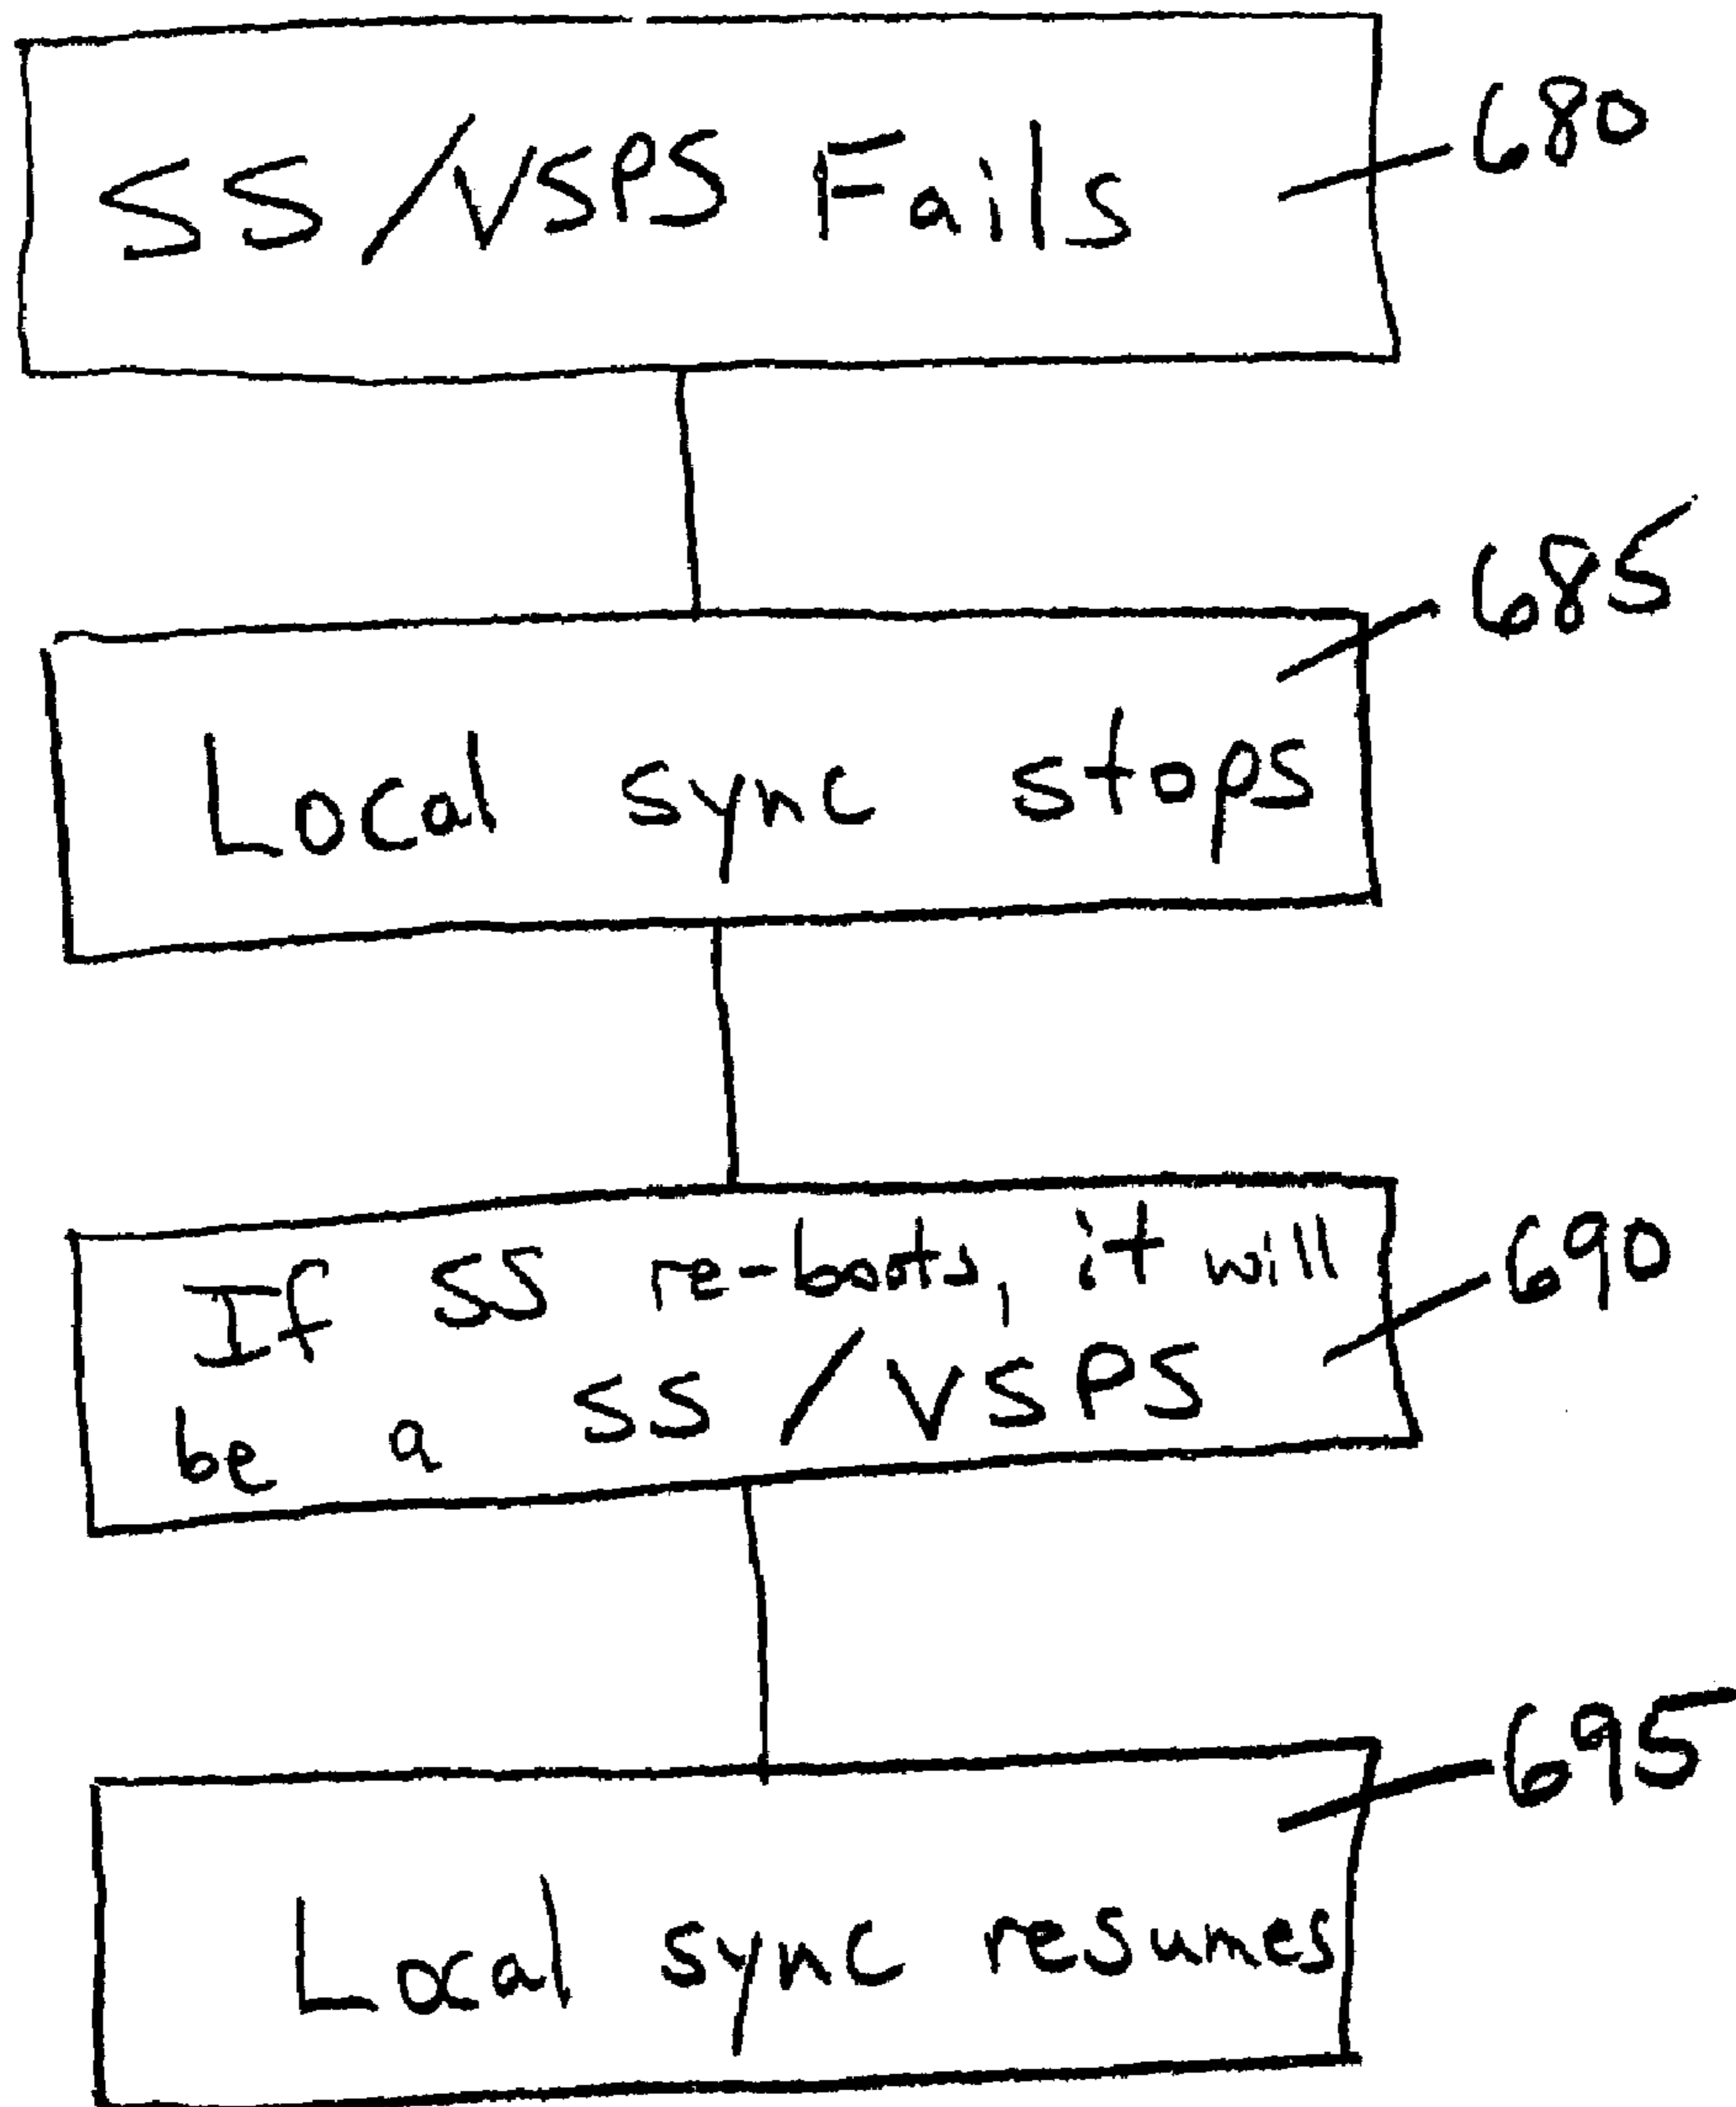 SS/VSPS Fails
680
685
Local sync stops
If SS re-boots, it will
690
be a SS/VSPS
695
Local sync resumes